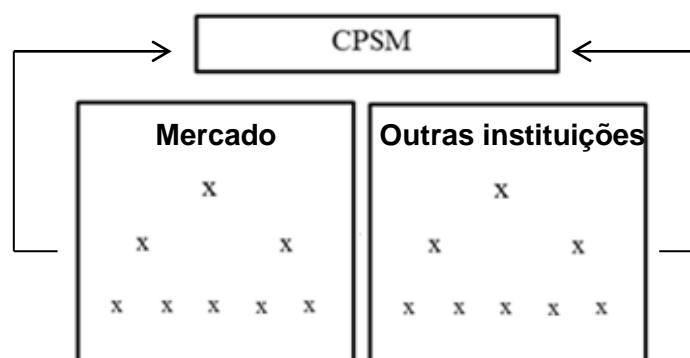 CPSM
Mercado
Outras instituições
x
x
x x
x x
x x x x x
x x x x x